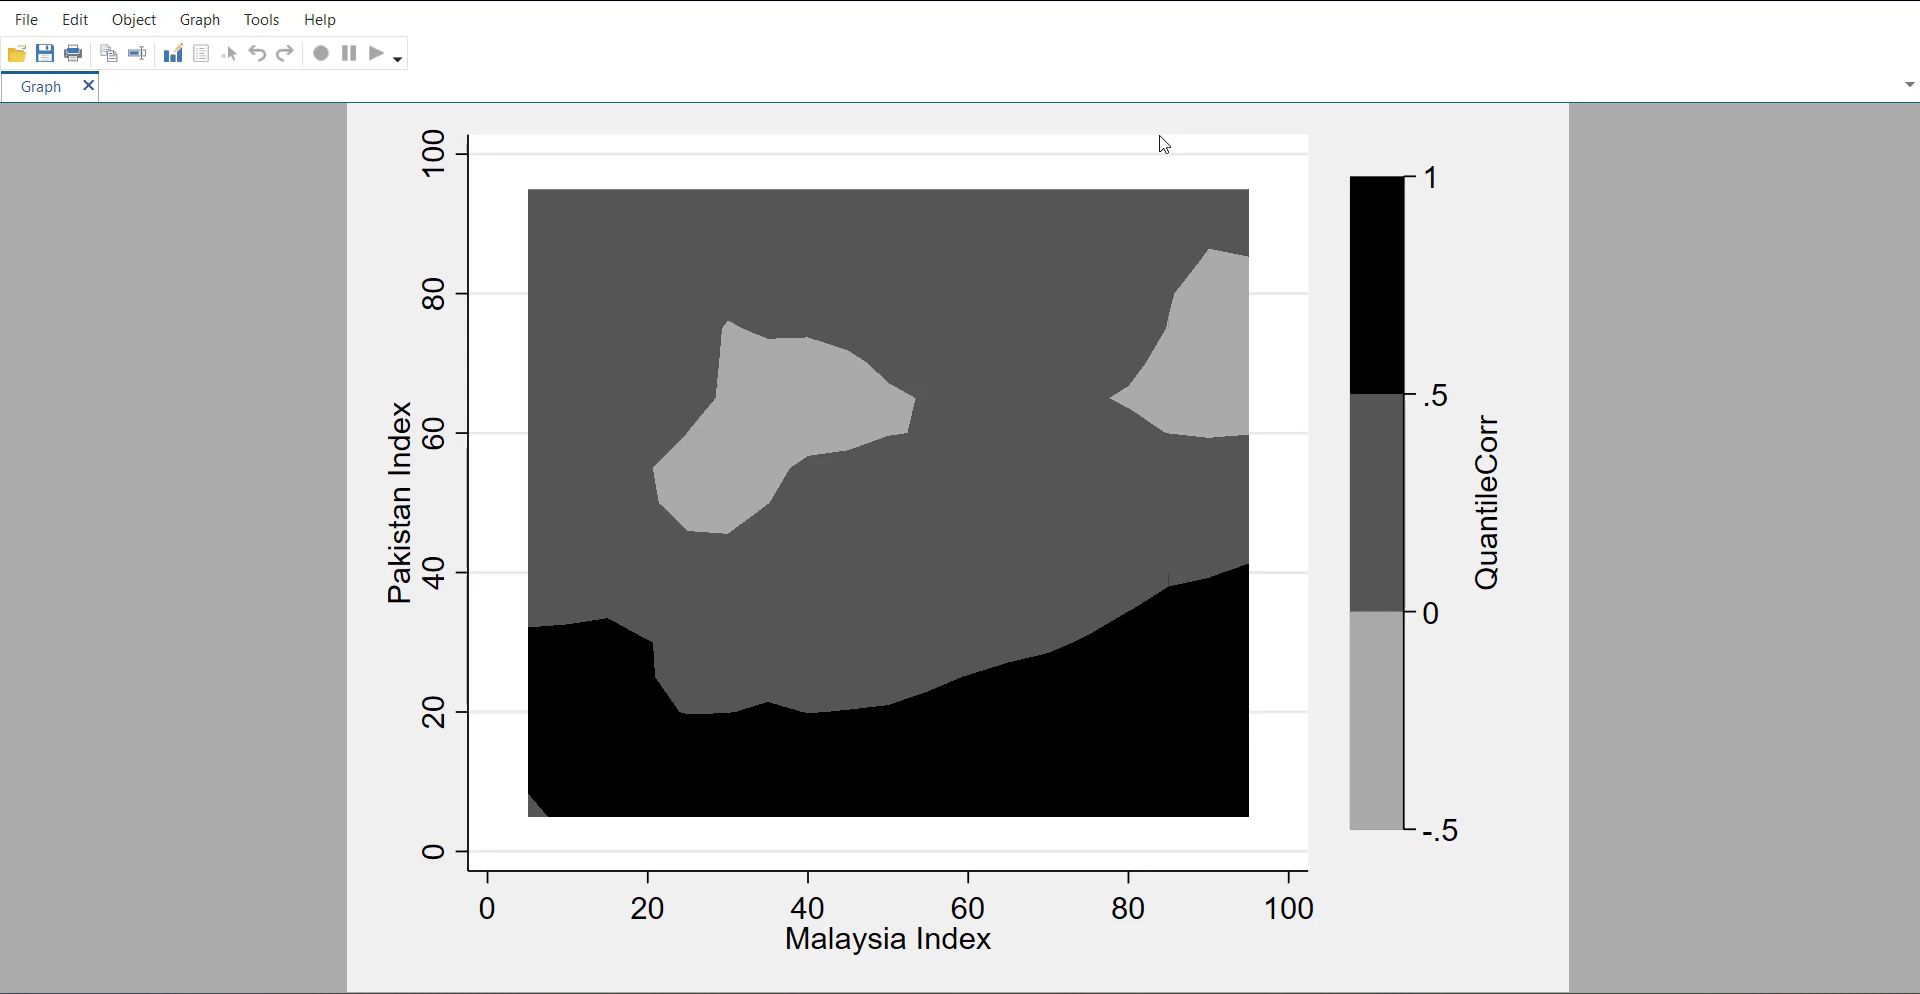 File Edit Object Graph Tools Help
Graph
100
80
60
40
20
0
Pakistan Index
0 20 40 60 80 100
Malaysia Index
1
.5
0
-.5
QuantileCorr